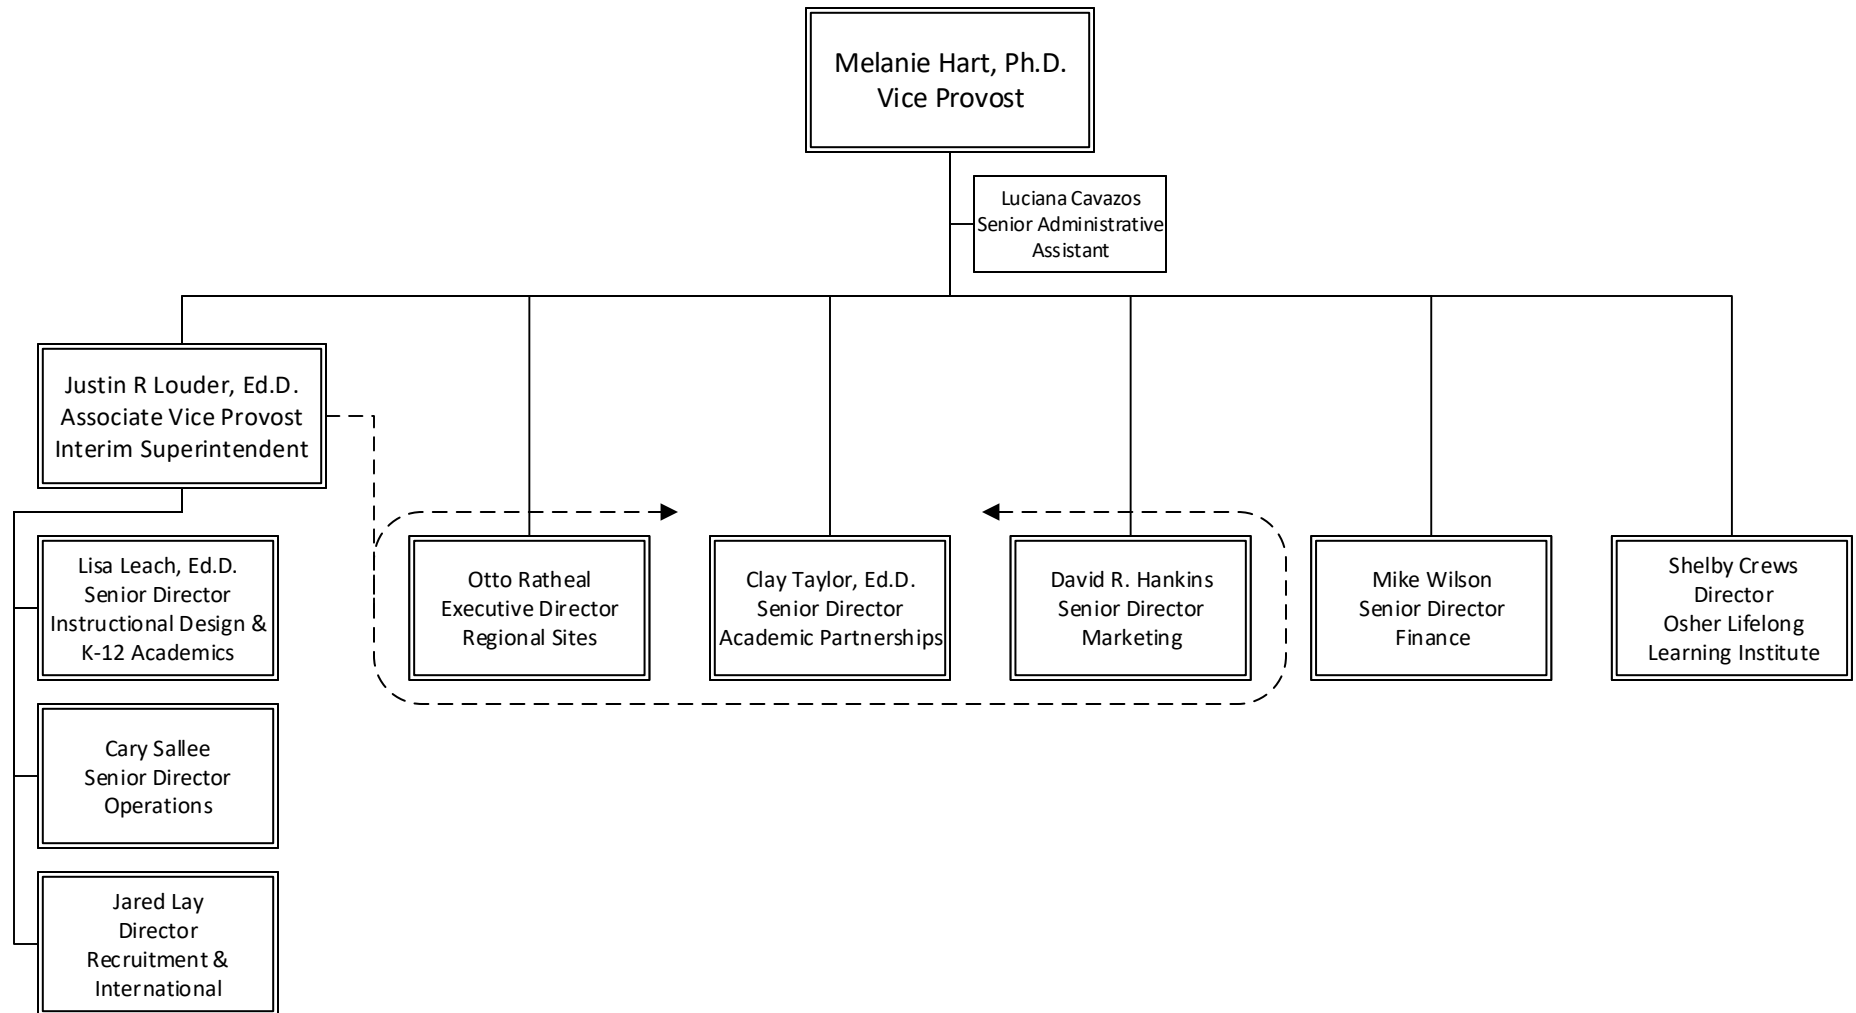 Melanie Hart, Ph.D.
Vice Provost
Luciana Cavazos
Senior Administrative
Assistant
Justin R Louder, Ed.D.
Associate Vice Provost
Interim Superintendent
Lisa Leach, Ed.D.
Senior Director
Instructional Design &
K-12 Academics
Cary Sallee
Senior Director
Operations
Jared Lay
Director
Recruitment &
International
Otto Ratheal
Executive Director
Regional Sites
Clay Taylor, Ed.D.
Senior Director
Academic Partnerships
David R. Hankins
Senior Director
Marketing
Mike Wilson
Senior Director
Finance
Shelby Crews
Director
Osher Lifelong
Learning Institute